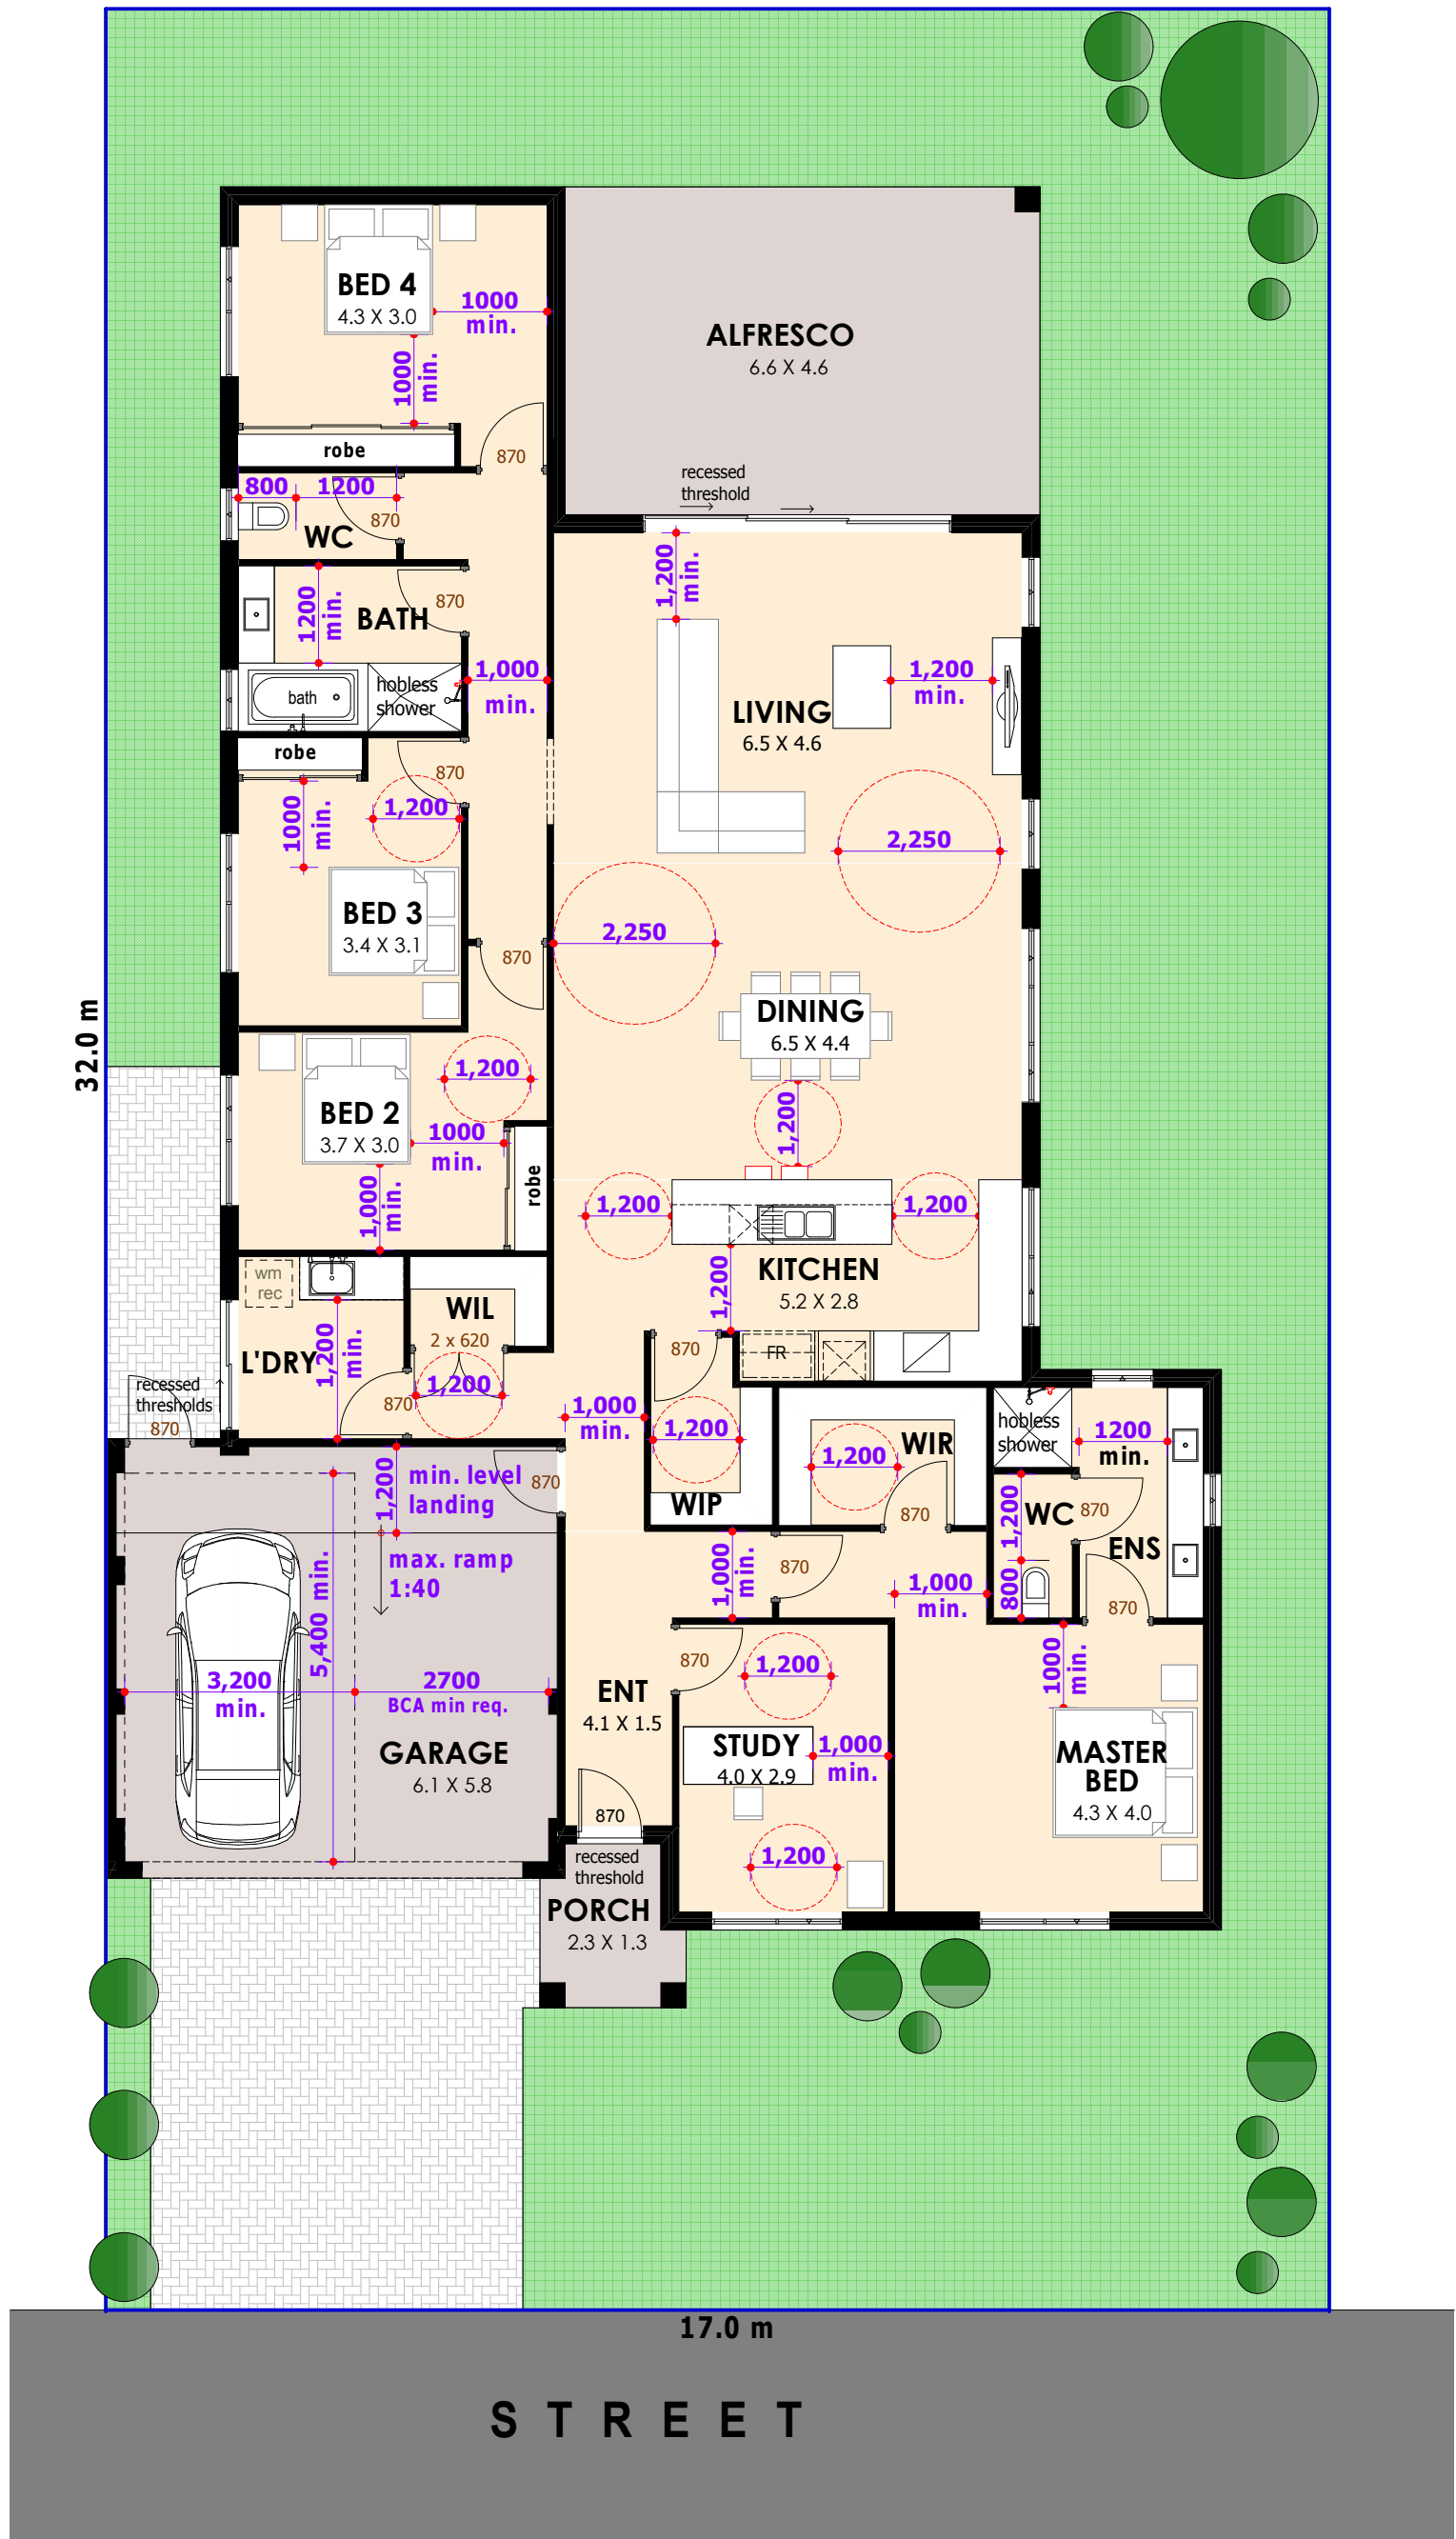 BED 4
4.3 X 3.0
1000
min.
1000
min.
robe
870
ALFRESCO
6.6 X 4.6
recessed
threshold
800
1200
870
WC
1,200
min.
1200
min.
BATH
870
bath
hobless
shower
1,000
min.
LIVING
6.5 X 4.6
1,200
min.
robe
870
1000
min.
1,200
2,250
BED 3
3.4 X 3.1
2,250
870
DINING
6.5 X 4.4
32.0 m
1,200
BED 2
3.7 X 3.0
1000
min.
1,000
min.
robe
1,200
1,200
1,200
KITCHEN
5.2 X 2.8
1,200
wm
rec
WIL
2 x 620
L'DRY
1,200
min.
870
1,200
870
FR
recessed
thresholds
870
1,000
min.
1,200
WIP
1,200
WIR
870
hobless
shower
1200
min.
1,200
min. level
landing
870
WC
1,200
800
870
ENS
870
max. ramp
1:40
5,400 min.
1,000
min.
870
1,000
min.
3,200
min.
2700
BCA min req.
GARAGE
6.1 X 5.8
ENT
4.1 X 1.5
870
1,200
1000
min.
STUDY
4.0 X 2.9
1,000
min.
MASTER
BED
4.3 X 4.0
870
1,200
recessed
threshold
PORCH
2.3 X 1.3
17.0 m
STREET